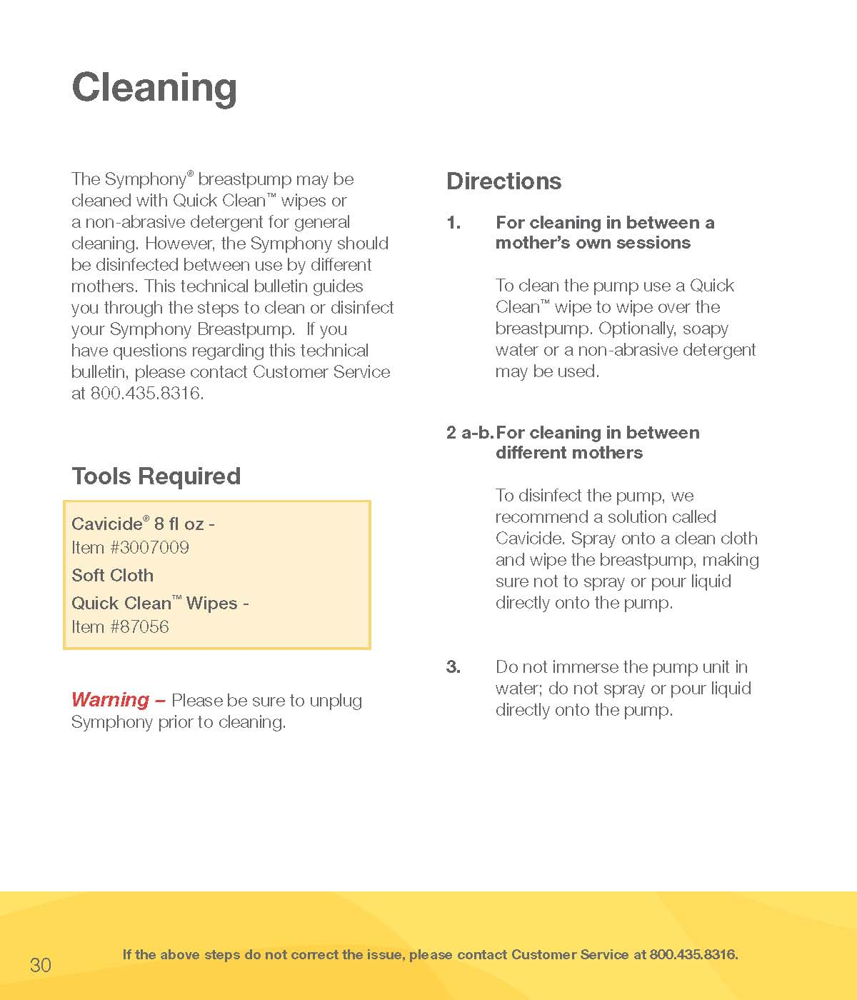 Cleaning
The Symphony® breastpump may be
cleaned with Quick Clean™ wipes or
a non-abrasive detergent for general
cleaning. However, the Symphony should
be disinfected between use by different
mothers. This technical bulletin guides
you through the steps to clean or disinfect
your Symphony Breastpump.  If you
have questions regarding this technical
bulletin, please contact Customer Service
at 800.435.8316.
Tools Required
Cavicide® 8 fl oz -
Item #3007009
Soft Cloth
Quick Clean™ Wipes -
Item #87056
Warning – Please be sure to unplug
Symphony prior to cleaning.
Directions
1. For cleaning in between a
mother’s own sessions
To clean the pump use a Quick
Clean™ wipe to wipe over the
breastpump. Optionally, soapy
water or a non-abrasive detergent
may be used.
2 a-b. For cleaning in between
different mothers
To disinfect the pump, we
recommend a solution called
Cavicide. Spray onto a clean cloth
and wipe the breastpump, making
sure not to spray or pour liquid
directly onto the pump.
3. Do not immerse the pump unit in
water; do not spray or pour liquid
directly onto the pump.
If the above steps do not correct the issue, please contact Customer Service at 800.435.8316.
30